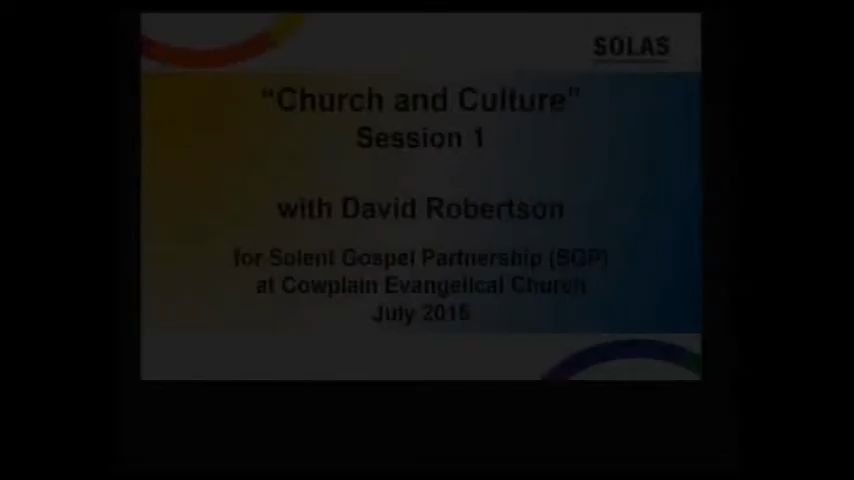 SOLAS
“Church and Culture”
Session 1
with David Robertson
for Solent Gospel Partnership (SGP)
at Cowplain Evangelical Church
July 2015